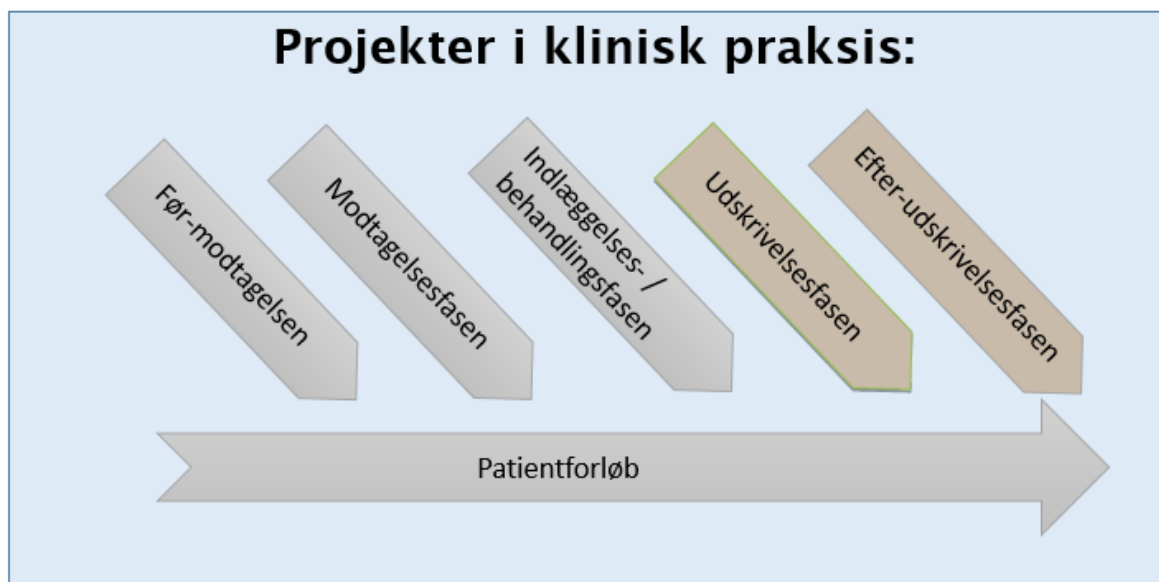 Projekter i klinisk praksis:
Før-modtagelsen
Modtagelsesfasen
Indlæggelses- /
behandlingsfasen
Udskrivelsesfasen
Efter-udskrivelsesfasen
Patientforløb